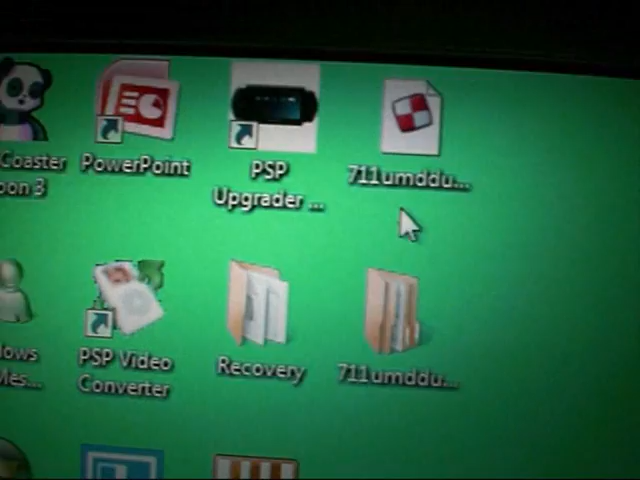 Coaster
oon 3
PowerPoint
PSP
Upgrader ...
711umddu...
lows
Mes...
PSP Video
Converter
Recovery
711umddu...